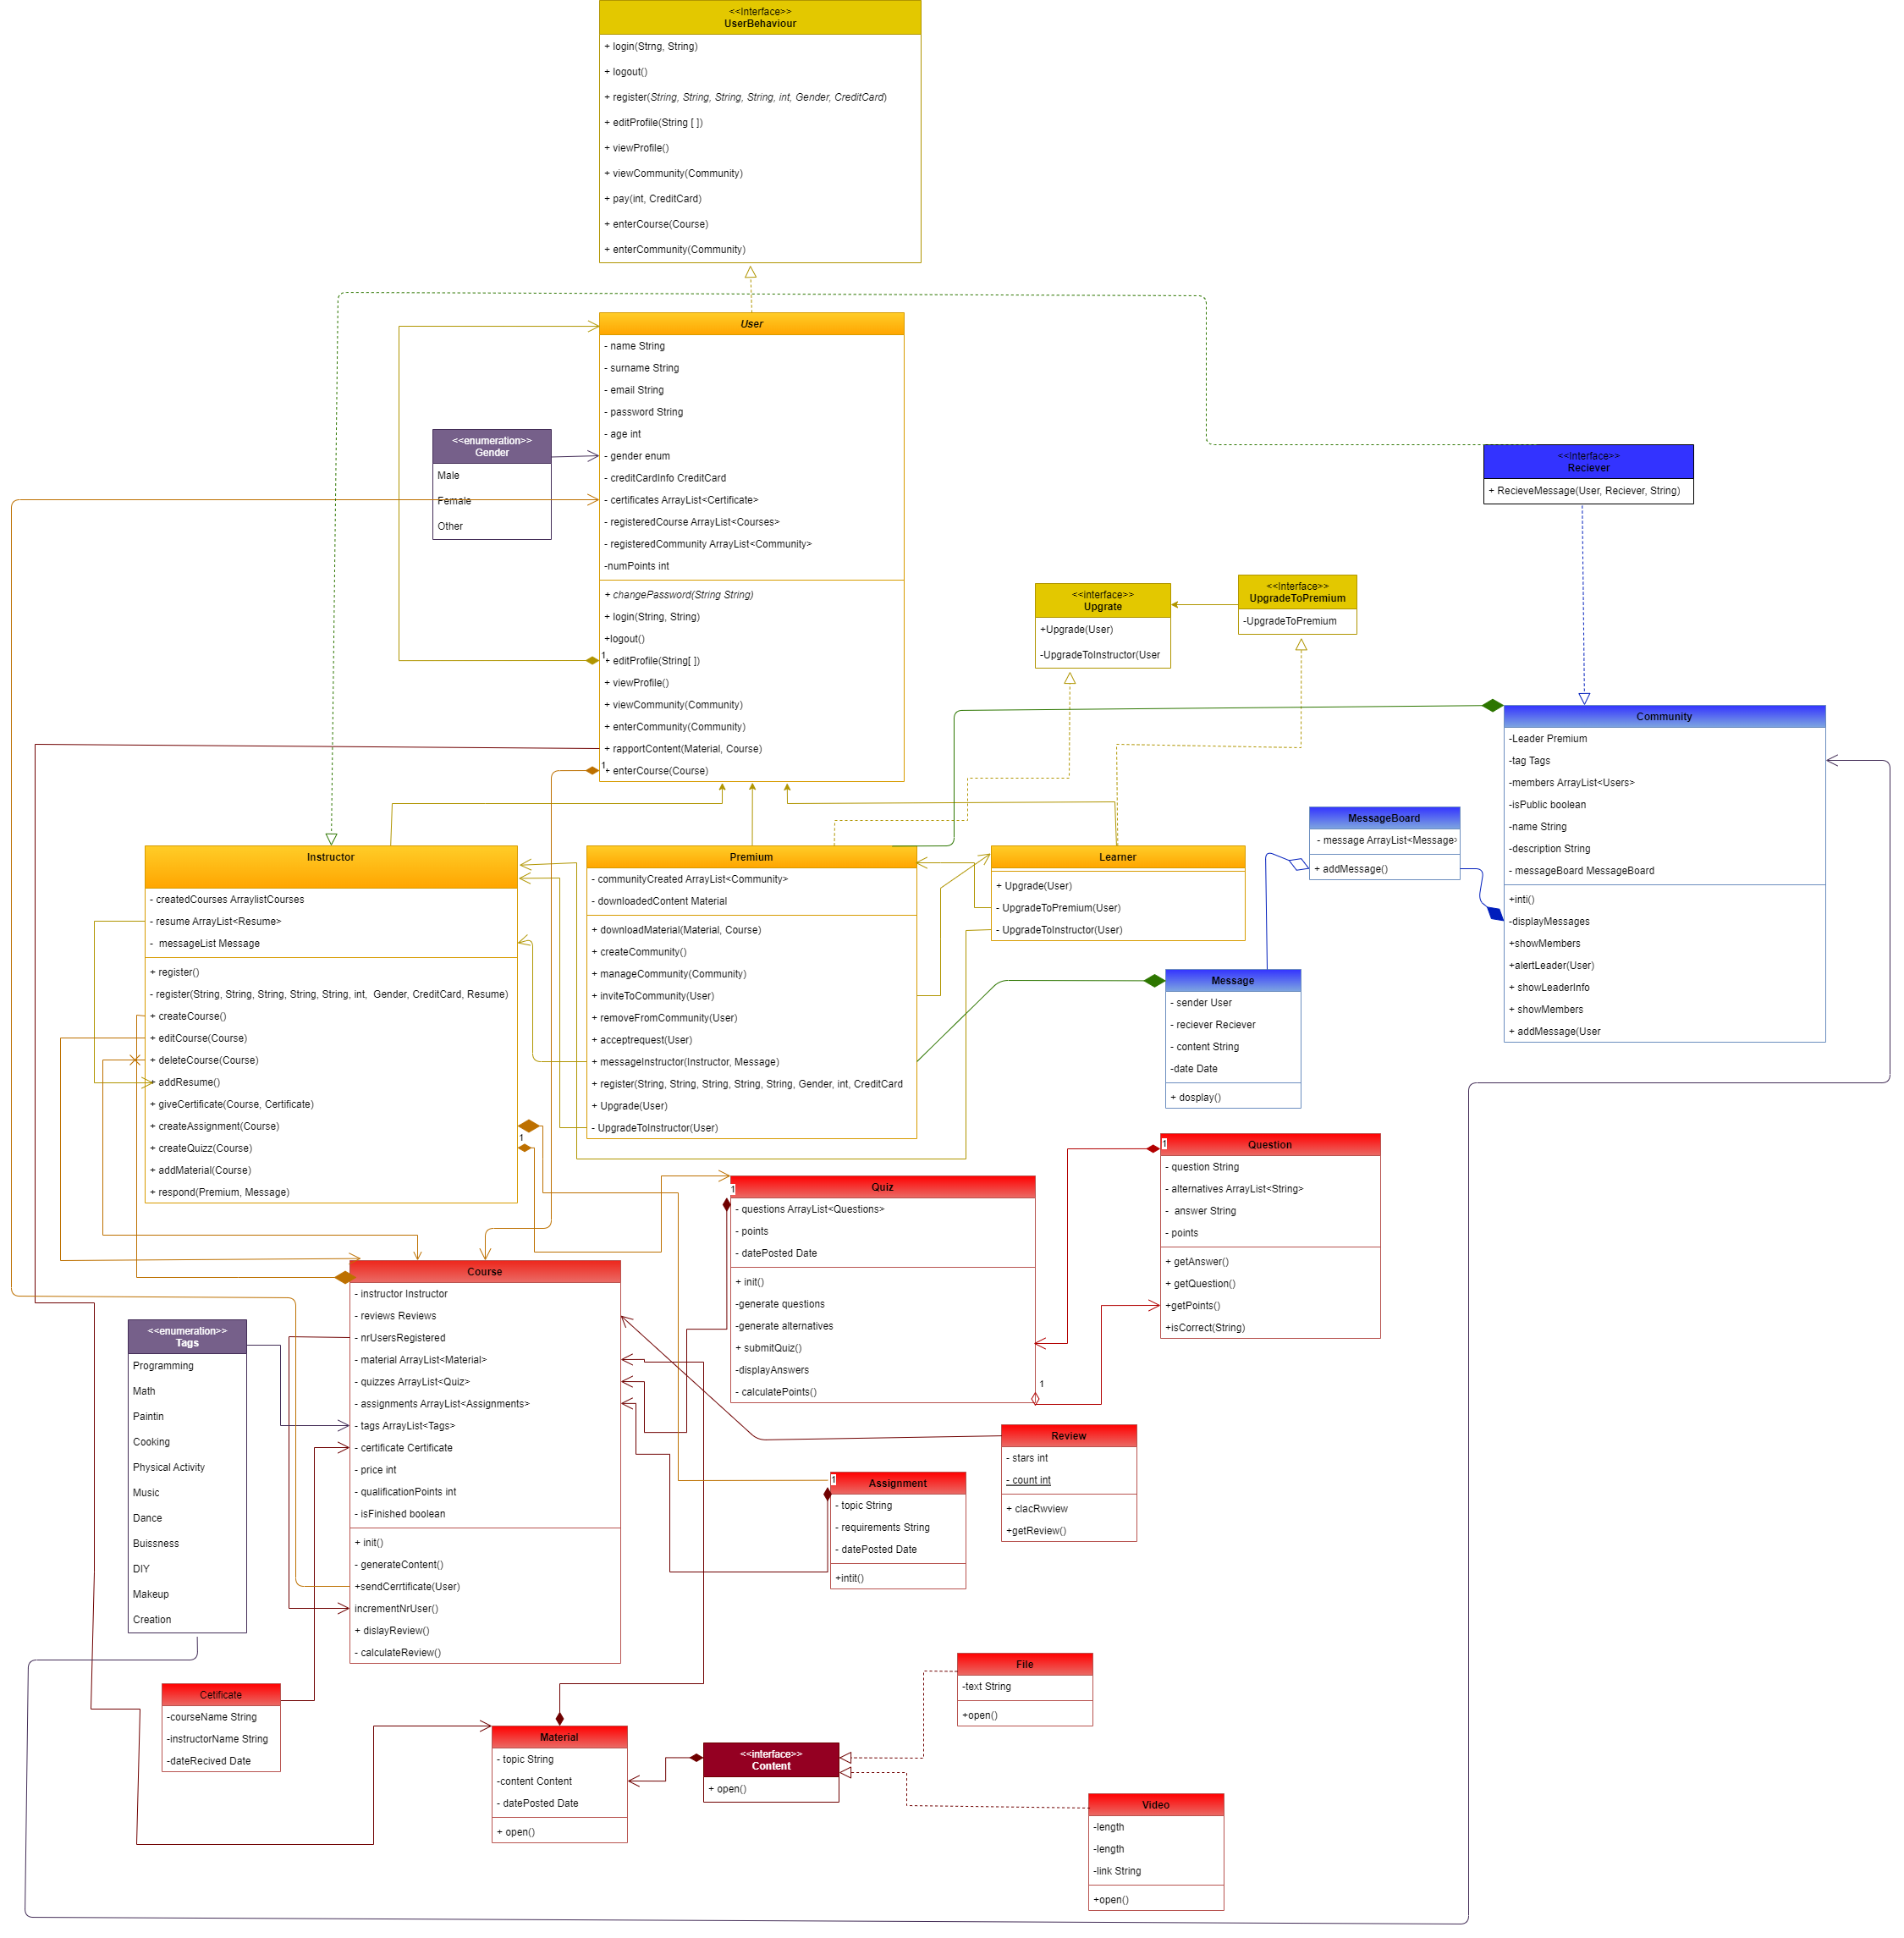 <<Interface>>
UserBehaviour
+ login(Strng, String)
+ logout()
+ register(String, String, String, String, int, Gender, CreditCard)
+ editProfile(String [ ])
+ viewProfile()
+ viewCommunity(Community)
+ pay(int, CreditCard)
+ enterCourse(Course)
+ enterCommunity(Community)
User
- name String
- surname String
- email String
- password String
- age int
- gender enum
- creditCardInfo CreditCard
- certificates ArrayList<Certificate>
- registeredCourse ArrayList<Courses>
- registeredCommunity ArrayList<Community>
-numPoints int
+ changePassword(String String)
+ login(String, String)
+logout()
1
+ editProfile(String[ ])
+ viewProfile()
+ viewCommunity(Community)
+ enterCommunity(Community)
+ rapportContent(Material, Course)
1
+ enterCourse(Course)
<<enumeration>>
Gender
Male
Female
Other
<<Interface>>
Reciever
+ RecieveMessage(User, Reciever, String)
<<interface>>
Upgrate
+Upgrade(User)
-UpgradeToInstructor(User
<<Interface>>
UpgradeToPremium
-UpgradeToPremium
Community
-Leader Premium
-tag Tags
-members ArrayList<Users>
-isPublic boolean
-name String
-description String
- messageBoard MessageBoard
+inti()
-displayMessages
+showMembers
+alertLeader(User)
+ showLeaderInfo
+ showMembers
+ addMessage(User
MessageBoard
- message ArrayList<Message>
+ addMessage()
Instructor
- createdCourses ArraylistCourses
- resume ArrayList<Resume>
- messageList Message
+ register()
- register(String, String, String, String, String, int, Gender, CreditCard, Resume)
+ createCourse()
+ editCourse(Course)
+ deleteCourse(Course)
+ addResume()
+ giveCertificate(Course, Certificate)
+ createAssignment(Course)
1
+ createQuizz(Course)
+ addMaterial(Course)
+ respond(Premium, Message)
Premium
- communityCreated ArrayList<Community>
- downloadedContent Material
+ downloadMaterial(Material, Course)
+ createCommunity()
+ manageCommunity(Community)
+ inviteToCommunity(User)
+ removeFromCommunity(User)
+ acceptrequest(User)
+ messageInstructor(Instructor, Message)
+ register(String, String, String, String, String, Gender, int, CreditCard
+ Upgrade(User)
- UpgradeToInstructor(User)
Learner
+ Upgrade(User)
- UpgradeToPremium(User)
- UpgradeToInstructor(User)
Message
- sender User
- reciever Reciever
- content String
-date Date
+ dosplay()
1
Question
- question String
- alternatives ArrayList<String>
- answer String
- points
+ getAnswer()
+ getQuestion()
+getPoints()
+isCorrect(String)
1
Quiz
- questions ArrayList<Questions>
- points
- datePosted Date
+ init()
-generate questions
-generate alternatives
+ submitQuiz()
-displayAnswers
- calculatePoints()
1
Course
- instructor Instructor
- reviews Reviews
- nrUsersRegistered
- material ArrayList<Material>
- quizzes ArrayList<Quiz>
- assignments ArrayList<Assignments>
- tags ArrayList<Tags>
- certificate Certificate
- price int
- qualificationPoints int
- isFinished boolean
+ init()
- generateContent()
+sendCerrtificate(User)
incrementNrUser()
+ dislayReview()
- calculateReview()
<<enumeration>>
Tags
Programming
Math
Paintin
Cooking
Physical Activity
Music
Dance
Buissness
DIY
Makeup
Creation
Review
- stars int
- count int
+ clacRwview
+getReview()
1
Assignment
- topic String
- requirements String
- datePosted Date
+intit()
Cetificate
-courseName String
-instructorName String
-dateRecived Date
Material
- topic String
-content Content
- datePosted Date
+ open()
<<interface>>
Content
+ open()
File
-text String
+open()
Video
-length
-length
-link String
+open()